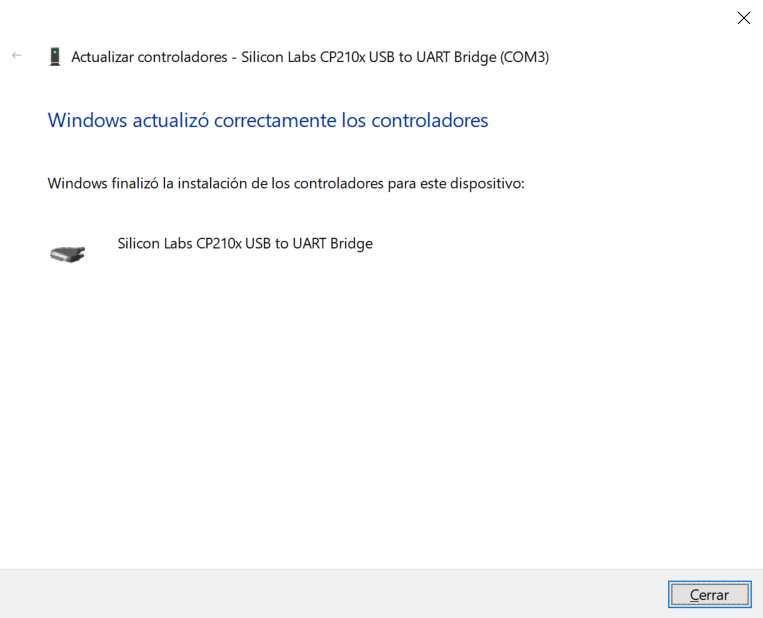 Actualizar controladores - Silicon Labs CP210x USB to UART Bridge (COM3)
Windows actualizó correctamente los controladores
Windows finalizó la instalación de los controladores para este dispositivo:
Silicon Labs CP210x USB to UART Bridge
Cerrar